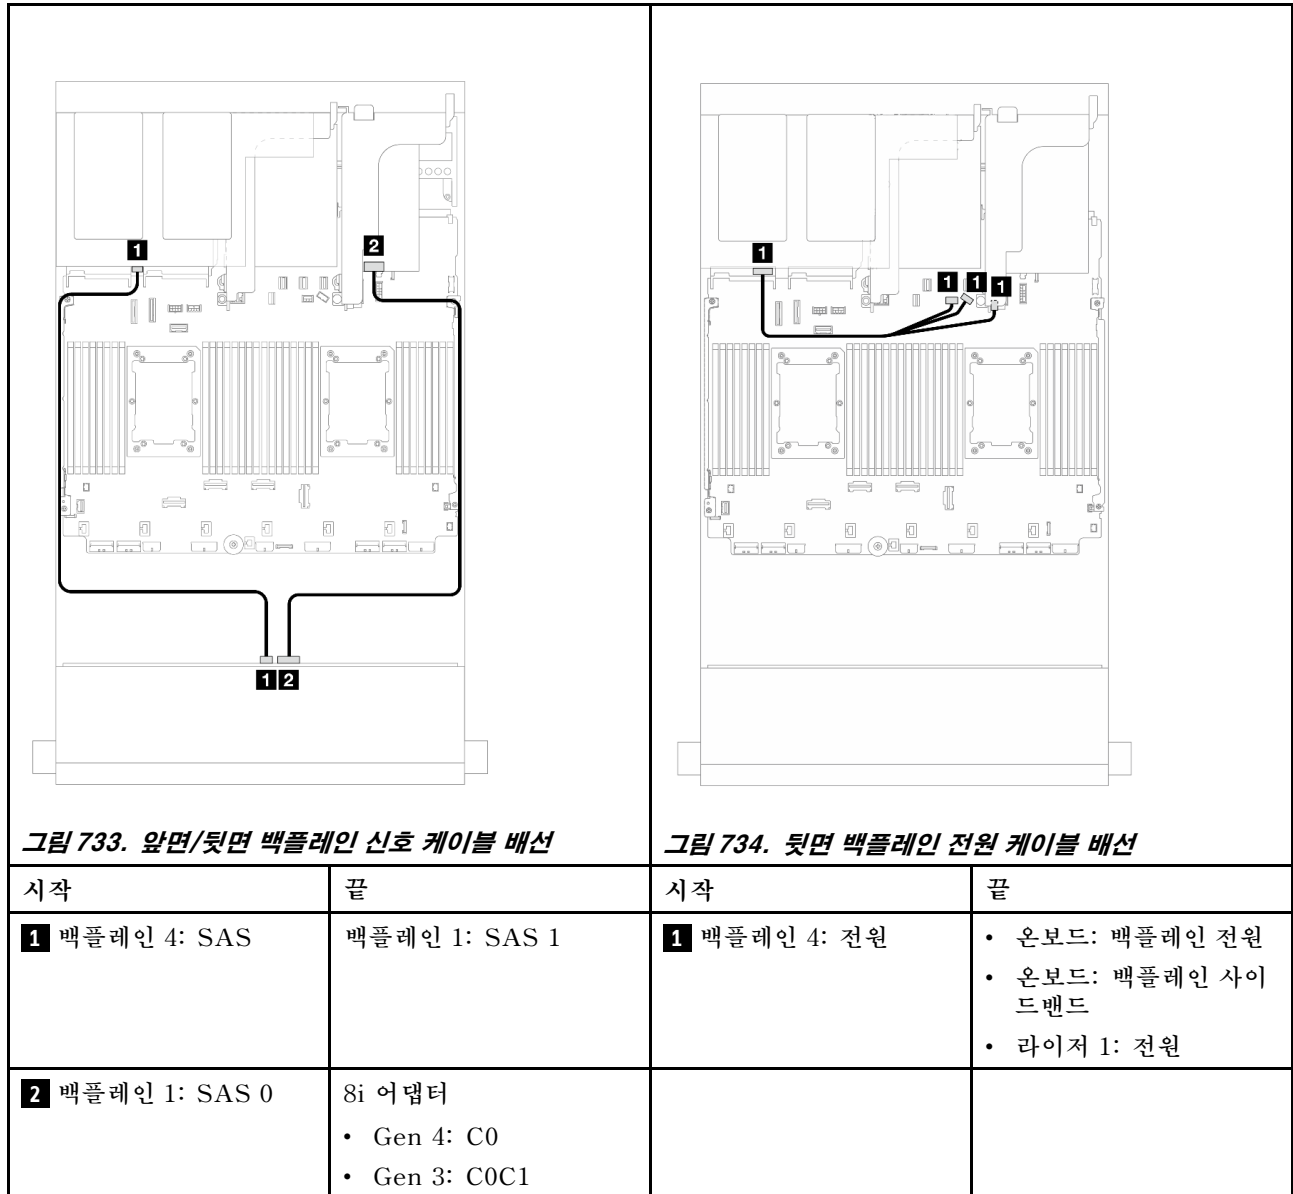 1
2
1 2
그림 733. 앞면/뒷면 백플레인 신호 케이블 배선
1
1
1
1
그림 734. 뒷면 백플레인 전원 케이블 배선
시작
끝
시작
끝
1 백플레인 4: SAS
백플레인 1: SAS 1
1 백플레인 4: 전원
• 온보드: 백플레인 전원
• 온보드: 백플레인 사이
드밴드
• 라이저 1: 전원
2 백플레인 1: SAS 0
8i 어댑터
• Gen 4: C0
• Gen 3: C0C1